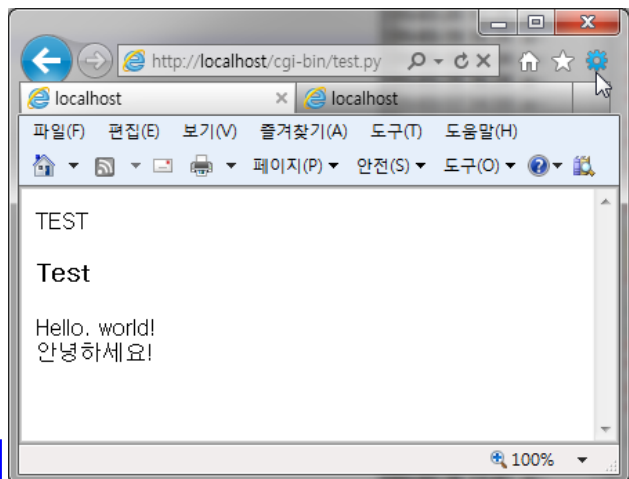 http://localhost/cgi-bin/test.py
localhost localhost
파일(F) 편집(E) 보기(V) 즐겨찾기(A) 도구(T) 도움말(H)
페이지(P) 안전(S) 도구(O)
TEST
Test
Hello, world!
안녕하세요!
100%